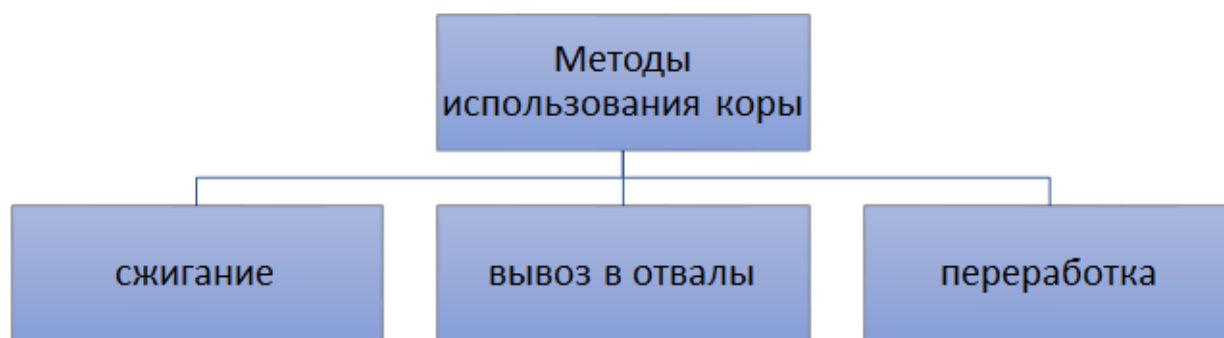 Методы
использования коры
сжигание
вывоз в отвалы
переработка